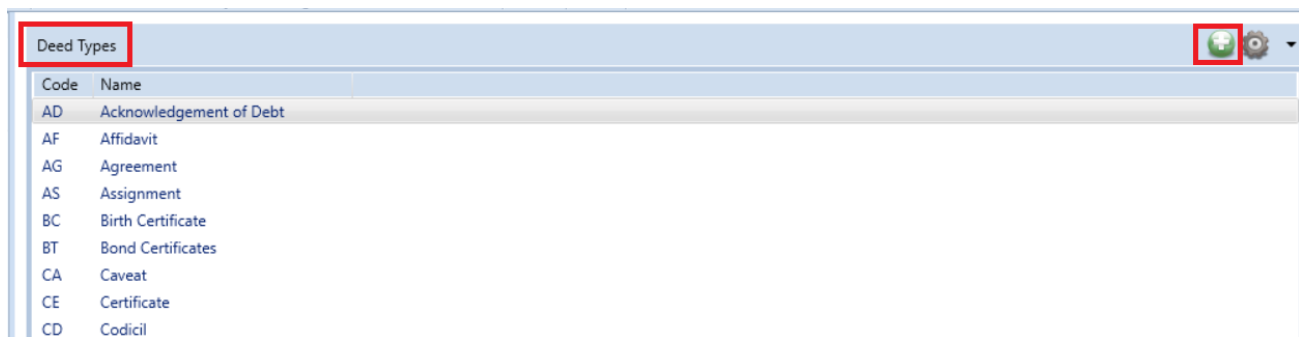 Deed Types
Code Name
AD Acknowledgement of Debt
AF Affidavit
AG Agreement
AS Assignment
BC Birth Certificate
BT Bond Certificates
CA Caveat
CE Certificate
CD Codicil